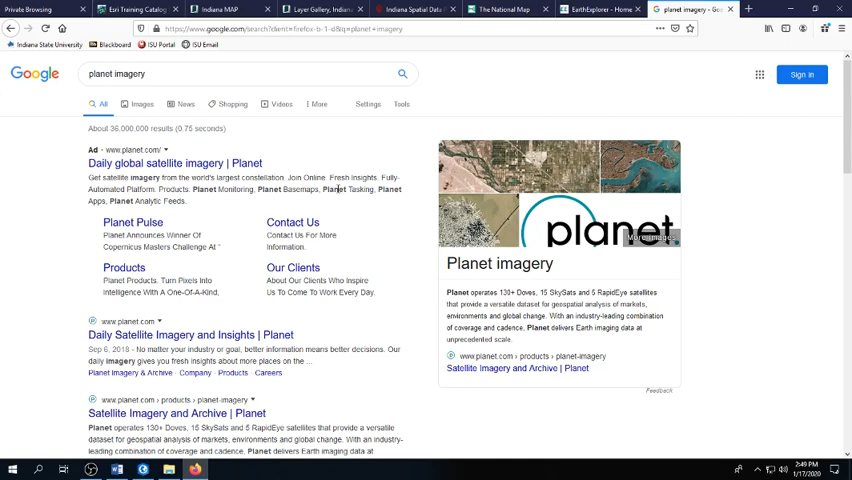 Private Browsing
Esri Training Catalog
Indiana MAP
Layer Gallery, Indiana
Indiana Spatial Data P
The National Map
EarthExplorer - Home
planet imagery - Goo
https://www.google.com/search?client=firefox-b-1-d&q=planet+imagery
Indiana State University
Blackboard
ISU Portal
ISU Email
Google
planet imagery
Sign in
All
Images
News
Shopping
Videos
More
Settings
Tools
About 36,000,000 results (0.75 seconds)
Ad • www.planet.com/
Daily global satellite imagery | Planet
Get satellite imagery from the world's largest constellation. Join Online. Fresh Insights. Fully-
Automated Platform. Products: Planet Monitoring, Planet Basemaps, Planet Tasking, Planet
Apps, Planet Analytic Feeds.
Planet Pulse
Planet Announces Winner Of
Copernicus Masters Challenge At "
Contact Us
Contact Us For More
Information.
Products
Planet Products. Turn Pixels Into
Intelligence With A One-Of-A-Kind,
Our Clients
About Our Clients Who Inspire
Us To Come To Work Every Day.
www.planet.com
Daily Satellite Imagery and Insights | Planet
Sep 6, 2018 - No matter your industry or goal, better information means better decisions. Our
daily imagery gives you fresh insights about more places on the ...
Planet Imagery & Archive · Company · Products · Careers
www.planet.com › products › planet-imagery
Satellite Imagery and Archive | Planet
Planet operates 130+ Doves, 15 SkySats and 5 RapidEye satellites that provide a versatile
dataset for geospatial analysis of markets, environments and global change. With an industry-
leading combination of coverage and cadence, Planet delivers Earth imaging data at
planet
More images
Planet imagery
Planet operates 130+ Doves, 15 SkySats and 5 RapidEye satellites
that provide a versatile dataset for geospatial analysis of markets,
environments and global change. With an industry-leading combination
of coverage and cadence, Planet delivers Earth imaging data at
unprecedented scale.
www.planet.com › products › planet-imagery
Satellite Imagery and Archive | Planet
Feedback
2:49 PM
1/17/2020